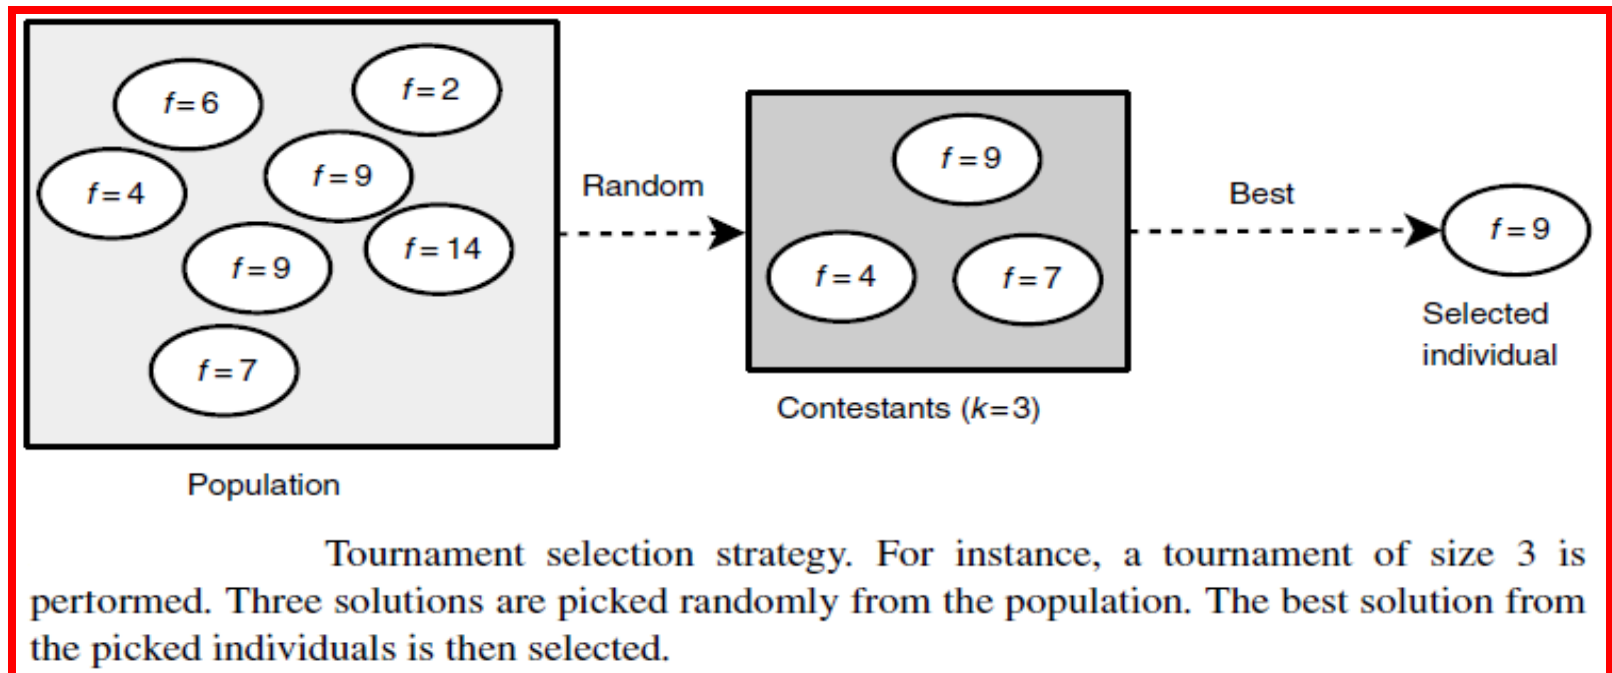 f=6
f=2
f=4
f=9
f=14
f=9
f=7
Population
Random
f=9
f=4
f=7
Contestants (k=3)
Best
f=9
Selected
individual
Tournament selection strategy. For instance, a tournament of size 3 is
performed. Three solutions are picked randomly from the population. The best solution from
the picked individuals is then selected.